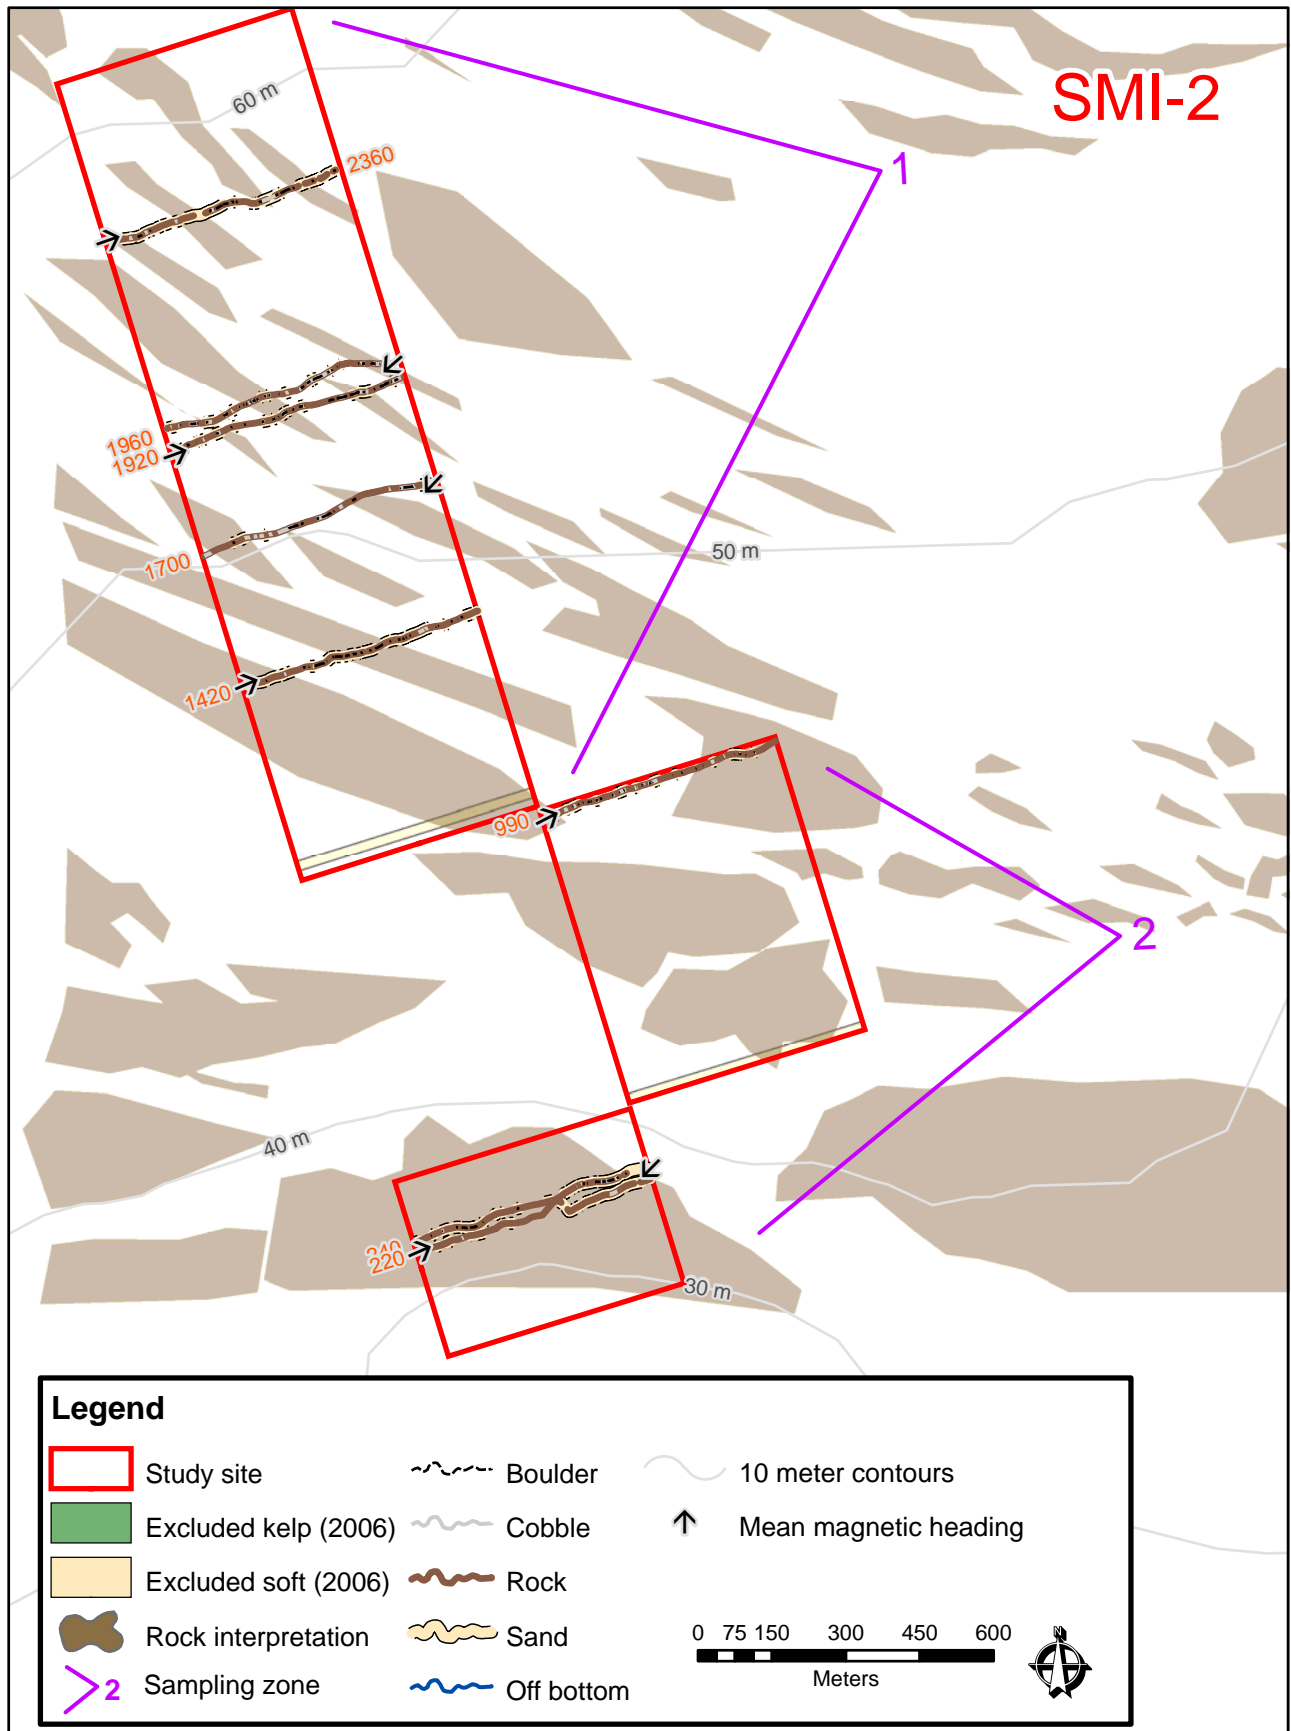 SMI-2
60 m
1
2360
1960
1920
50 m
1700
1420
990
2
40 m
240
220
30 m
Legend
Study site
Excluded kelp (2006)
Excluded soft (2006)
Rock interpretation
2 Sampling zone
Boulder
Cobble
Rock
Sand
Off bottom
10 meter contours
Mean magnetic heading
0 75 150 300 450 600
Meters
N